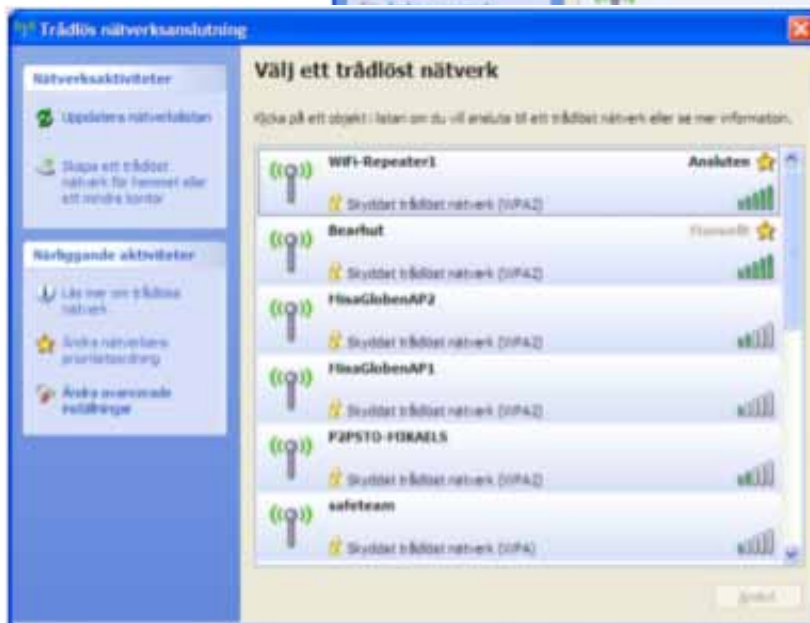 Trådlös nätverksanslutning
Nätverksaktiviteter
Uppdatera nätverkslistan
Skapa ett trådlöst
nätverk för hemmet eller
ett mindre kontor
Närliggande aktiviteter
Läs mer om trådlösa
nätverk
Ändra nätverkens
prioritetsordning
Ändra avancerade
inställningar
Välj ett trådlöst nätverk
Klicka på ett objekt i listan om du vill ansluta till ett trådlöst nätverk eller se mer information.
WiFi-Repeater1 Ansluten
Skyddat trådlöst nätverk (WPA2)
Bearhut Manuellt
Skyddat trådlöst nätverk (WPA2)
Skyddat trådlöst nätverk (WPA2)
Skyddat trådlöst nätverk (WPA2)
Skyddat trådlöst nätverk (WPA2)
safeteam
Skyddat trådlöst nätverk (WPA)